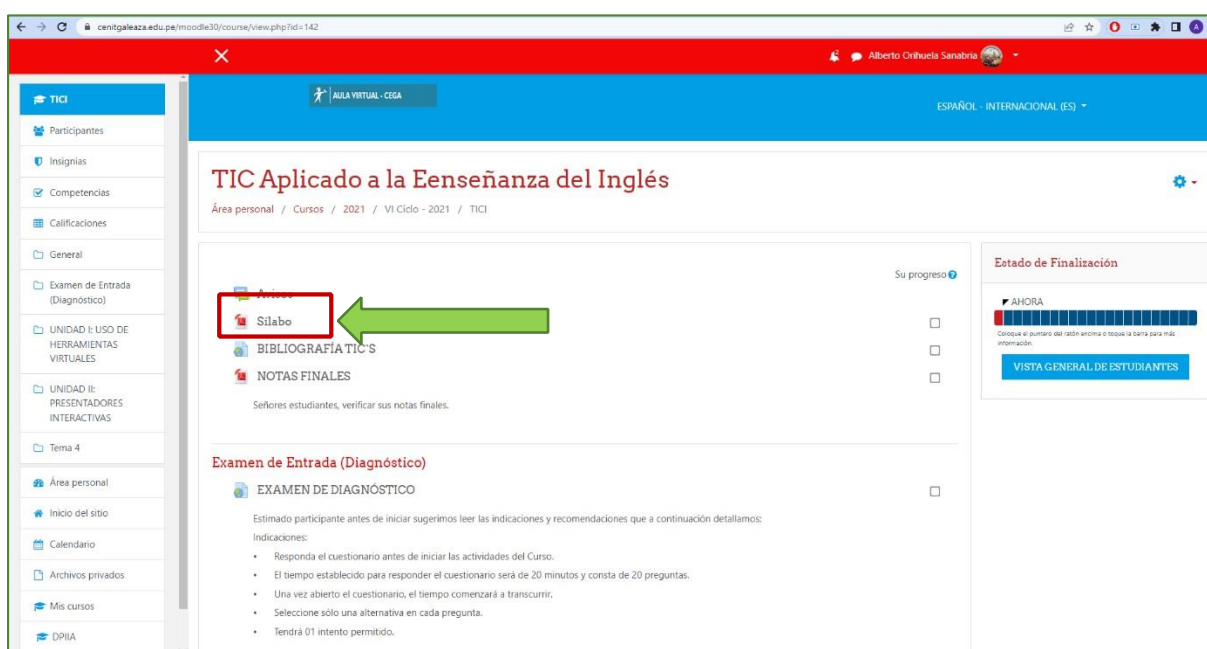 cenitgaleaza.edu.pe/moodle30/course/view.php?id=142
Alberto Orihuela Sanabria
AULA VIRTUAL - CEGA
ESPAÑOL - INTERNACIONAL (ES)
TICI
Participantes
Insignias
Competencias
Calificaciones
General
Examen de Entrada
(Diagnóstico)
UNIDAD I: USO DE
HERRAMIENTAS
VIRTUALES
UNIDAD II:
PRESENTADORES
INTERACTIVAS
Tema 4
Área personal
Inicio del sitio
Calendario
Archivos privados
Mis cursos
DPIIA
TIC Aplicado a la Eenseñanza del Inglés
Área personal / Cursos / 2021 / VI Ciclo - 2021 / TICI
Su progreso
Avisos
Sílabo
BIBLIOGRAFÍA TIC'S
NOTAS FINALES
Señores estudiantes, verificar sus notas finales.
Examen de Entrada (Diagnóstico)
EXAMEN DE DIAGNÓSTICO
Estimado participante antes de iniciar sugerimos leer las indicaciones y recomendaciones que a continuación detallamos:
Indicaciones:
• Responda el cuestionario antes de iniciar las actividades del Curso.
• El tiempo establecido para responder el cuestionario será de 20 minutos y consta de 20 preguntas.
• Una vez abierto el cuestionario, el tiempo comenzará a transcurrir.
• Seleccione sólo una alternativa en cada pregunta.
• Tendrá 01 intento permitido.
Estado de Finalización
AHORA
Coloque el puntero del ratón encima o toque la barra para más
información.
VISTA GENERAL DE ESTUDIANTES